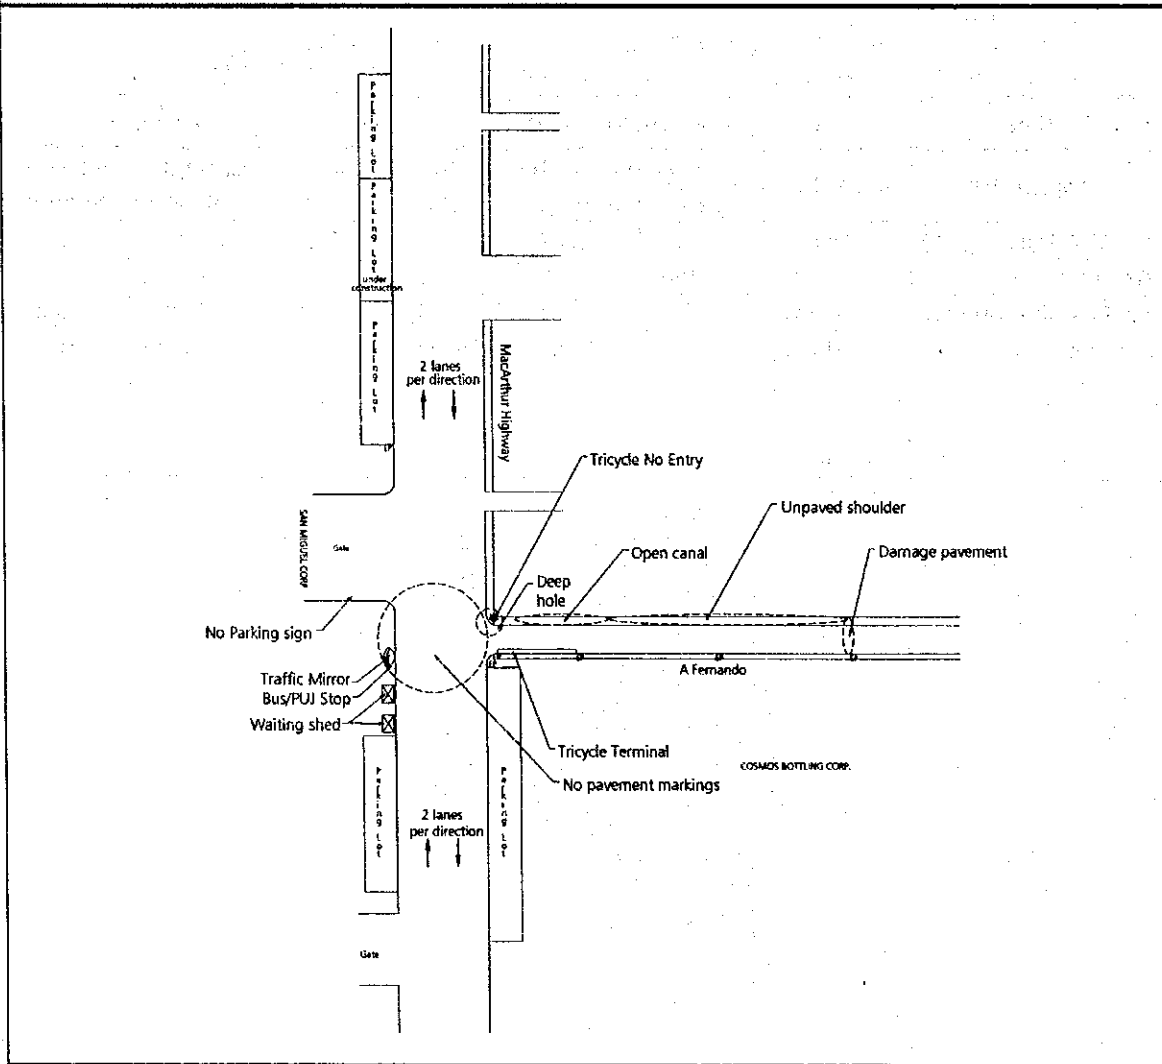 Parking Lot
Parking Lot
under
construction
Parking Lot
2 lanes
per direction
MacArthur Highway
Tricycle No Entry
Unpaved shoulder
SAN MIGUEL CORP
Gate
Open canal
Damage pavement
Deep
hole
No Parking sign
A Fernando
Traffic Mirror
Bus/PUJ Stop
Waiting shed
Tricycle Terminal
COSMOS BOTTLING CORP.
No pavement markings
Parking Lot
Parking Lot
2 lanes
per direction
Gate